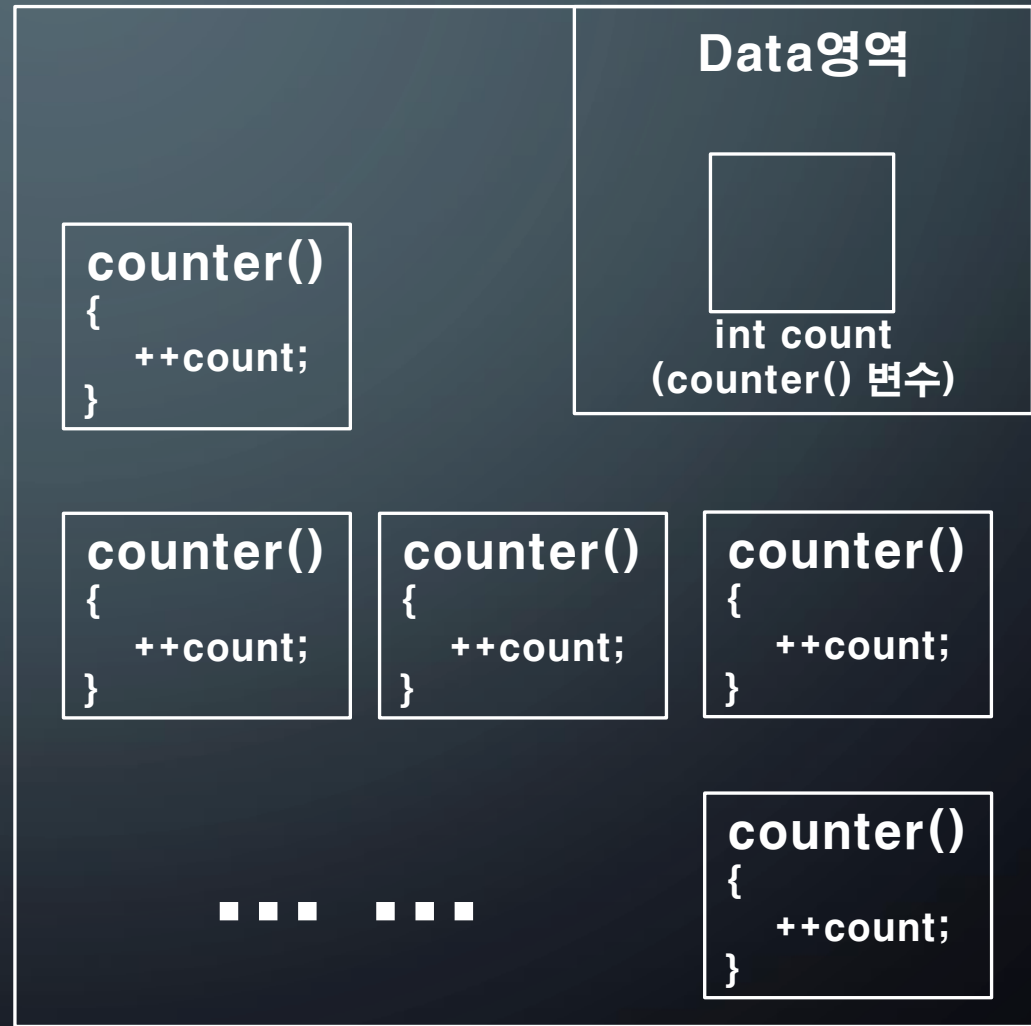 Data영역
int count
(counter() 변수)
counter()
{
++count;
}
counter()
{
++count;
}
counter()
{
++count;
}
counter()
{
++count;
}
... ...
counter()
{
++count;
}